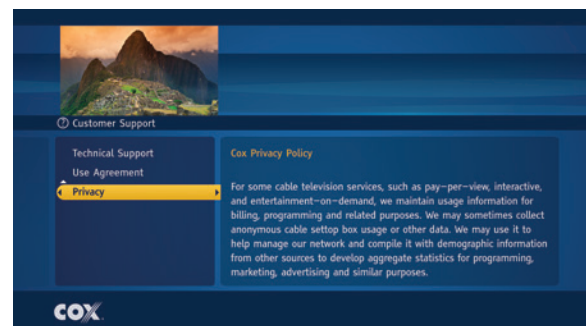 ? Customer Support
Technical Support
Use Agreement
Privacy
Cox Privacy Policy
For some cable television services, such as pay-per-view, interactive,
and entertainment-on-demand, we maintain usage information for
billing, programming and related purposes. We may sometimes collect
anonymous cable settop box usage or other data. We may use it to
help manage our network and compile it with demographic information
from other sources to develop aggregate statistics for programming,
marketing, advertising and similar purposes.
COX